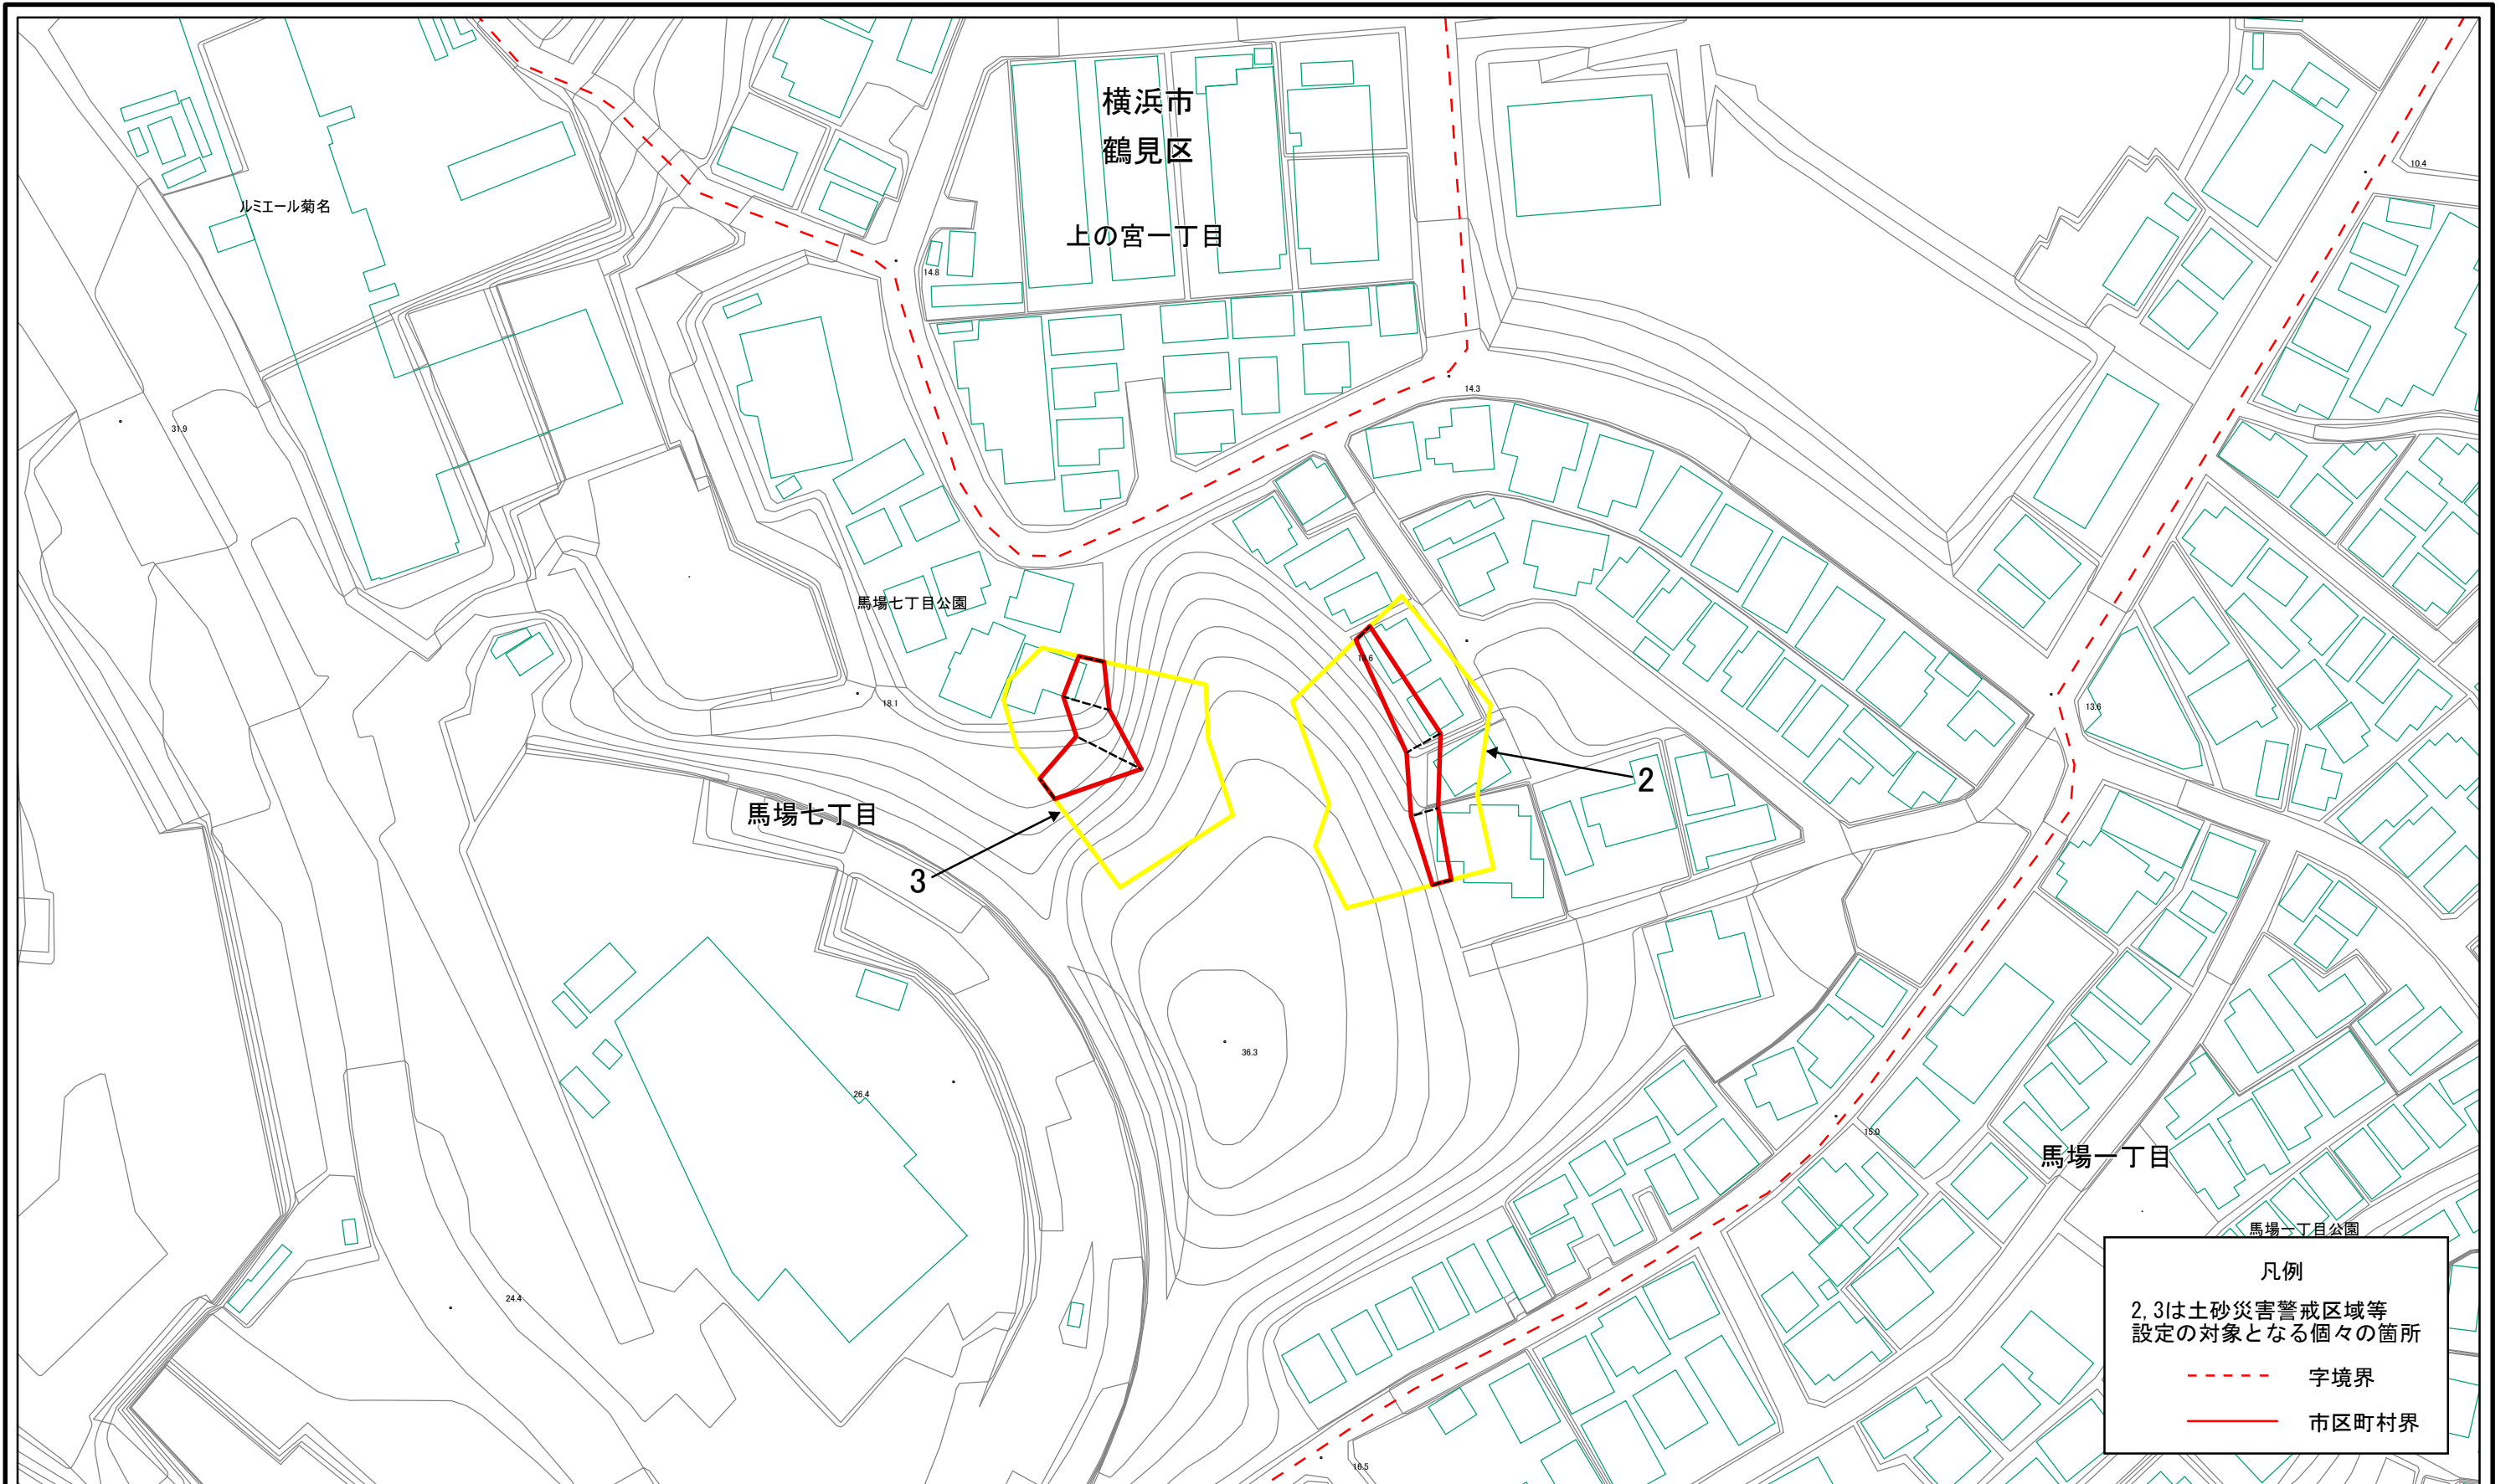 横浜市
鶴見区
上の宮一丁目
ルミエール菊名
10.4
14.8
14.3
31.9
馬場七丁目公園
16.6
18.1
13.6
2
馬場七丁目
3
36.3
26.4
15.0
馬場一丁目
馬場一丁目公園
24.4
16.5
凡例
2,3は土砂災害警戒区域等
設定の対象となる個々の箇所
字境界
市区町村界